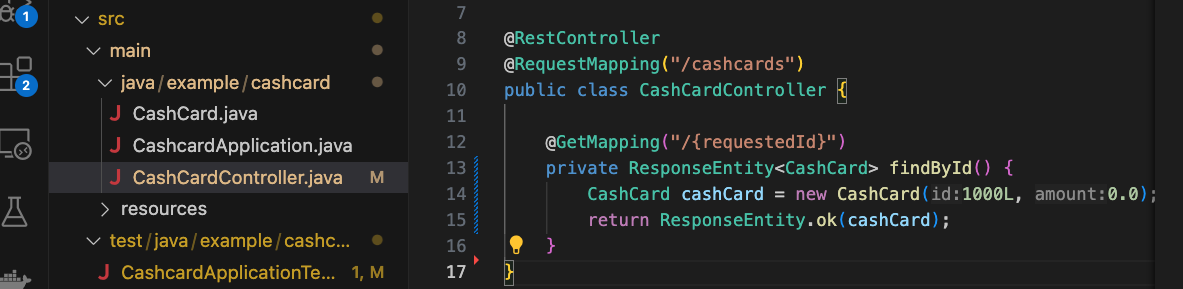 1
2
src
main
java/example/cashcard
J CashCard.java
J CashcardApplication.java
J CashCardController.java M
resources
test/java/example/cashc...
J CashcardApplicationTe... 1, M
7
8 @RestController
9 @RequestMapping("/cashcards")
10 public class CashCardController {
11
12 @GetMapping("/{requestedId}")
13 private ResponseEntity<CashCard> findById() {
14 CashCard cashCard = new CashCard(id:1000L, amount:0.0);
15 return ResponseEntity.ok(cashCard);
16 }
17 }